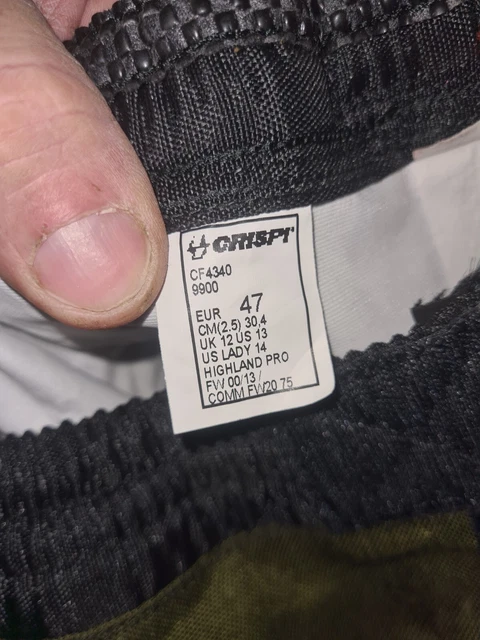 CRISPI
CF4340
9900
EUR 47
CM(2.5) 30,4
UK 12 US 13
US LADY 14
HIGHLAND PRO
FW 00/13 /
COMM FW20 75